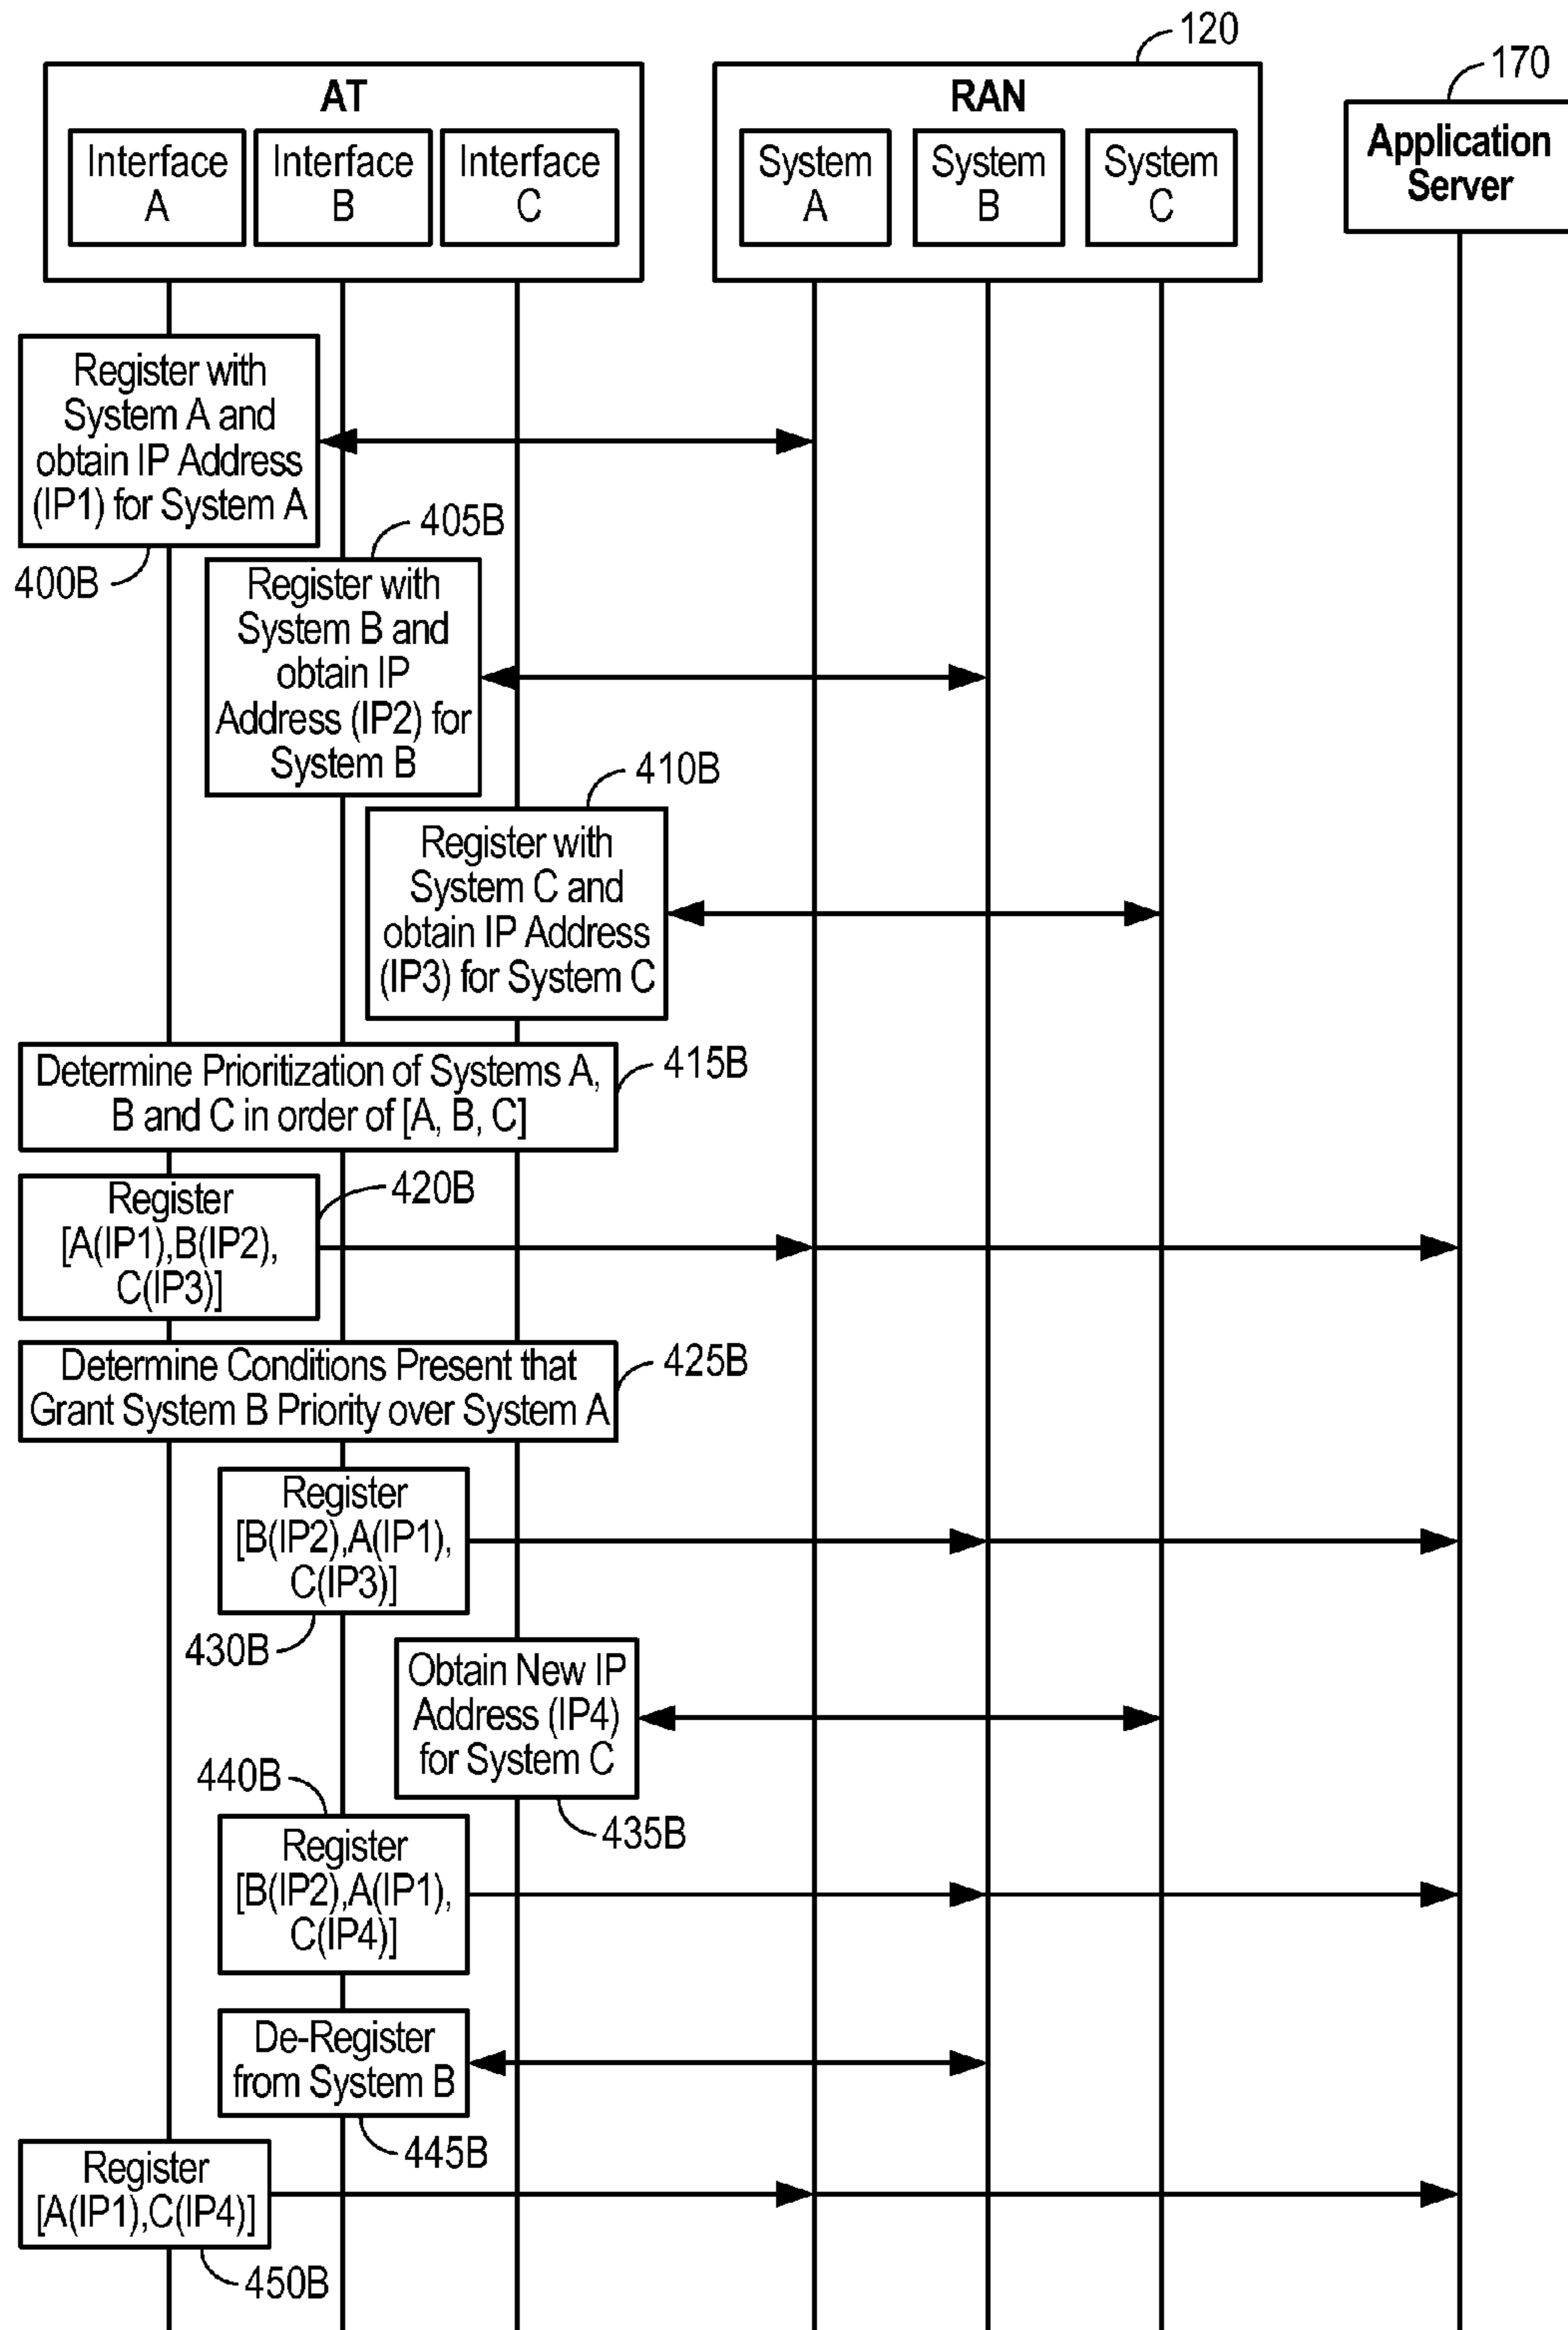 120
170
AT
RAN
Application
Server
Interface
A
Interface
B
Interface
C
System
A
System
B
System
C
Register with
System A and
obtain IP Address
(IP1) for System A
400B
405B
Register with
System B and
obtain IP
Address (IP2) for
System B
410B
Register with
System C and
obtain IP Address
(IP3) for System C
Determine Prioritization of Systems A,
B and C in order of [A, B, C]
415B
Register
[A(IP1),B(IP2),
C(IP3)]
420B
Determine Conditions Present that
Grant System B Priority over System A
425B
Register
[B(IP2),A(IP1),
C(IP3)]
430B
Obtain New IP
Address (IP4)
for System C
435B
440B
Register
[B(IP2),A(IP1),
C(IP4)]
De-Register
from System B
445B
Register
[A(IP1),C(IP4)]
450B